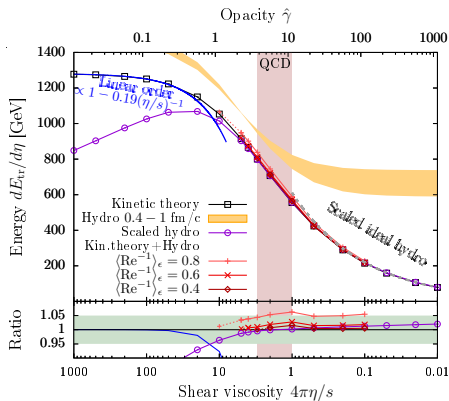 Opacity γ̂
0.1 1 10 100 1000
1400
1200
1000
800
600
400
200
Energy dE_tr/dη [GeV]
QCD
Linear order
∝ 1 − 0.19(η/s)^−1
Kinetic theory
Hydro 0.4 − 1 fm/c
Scaled hydro
Kin.theory+Hydro
⟨Re^−1⟩_ϵ = 0.8
⟨Re^−1⟩_ϵ = 0.6
⟨Re^−1⟩_ϵ = 0.4
Scaled ideal hydro
Ratio
1.05
1
0.95
1000 100 10 1 0.1 0.01
Shear viscosity 4πη/s